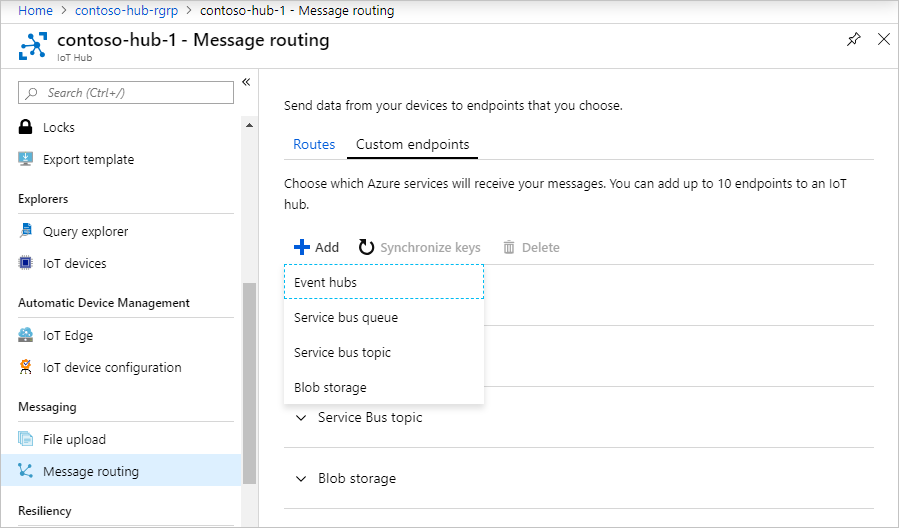 Home > contoso-hub-rgrp > contoso-hub-1 - Message routing
contoso-hub-1 - Message routing
IoT Hub
Search (Ctrl+/)
Locks
Export template
Explorers
Query explorer
IoT devices
Automatic Device Management
IoT Edge
IoT device configuration
Messaging
File upload
Message routing
Resiliency
Send data from your devices to endpoints that you choose.
Routes Custom endpoints
Choose which Azure services will receive your messages. You can add up to 10 endpoints to an IoT
hub.
Add Synchronize keys Delete
Event hubs
Service bus queue
Service bus topic
Blob storage
Service Bus topic
Blob storage